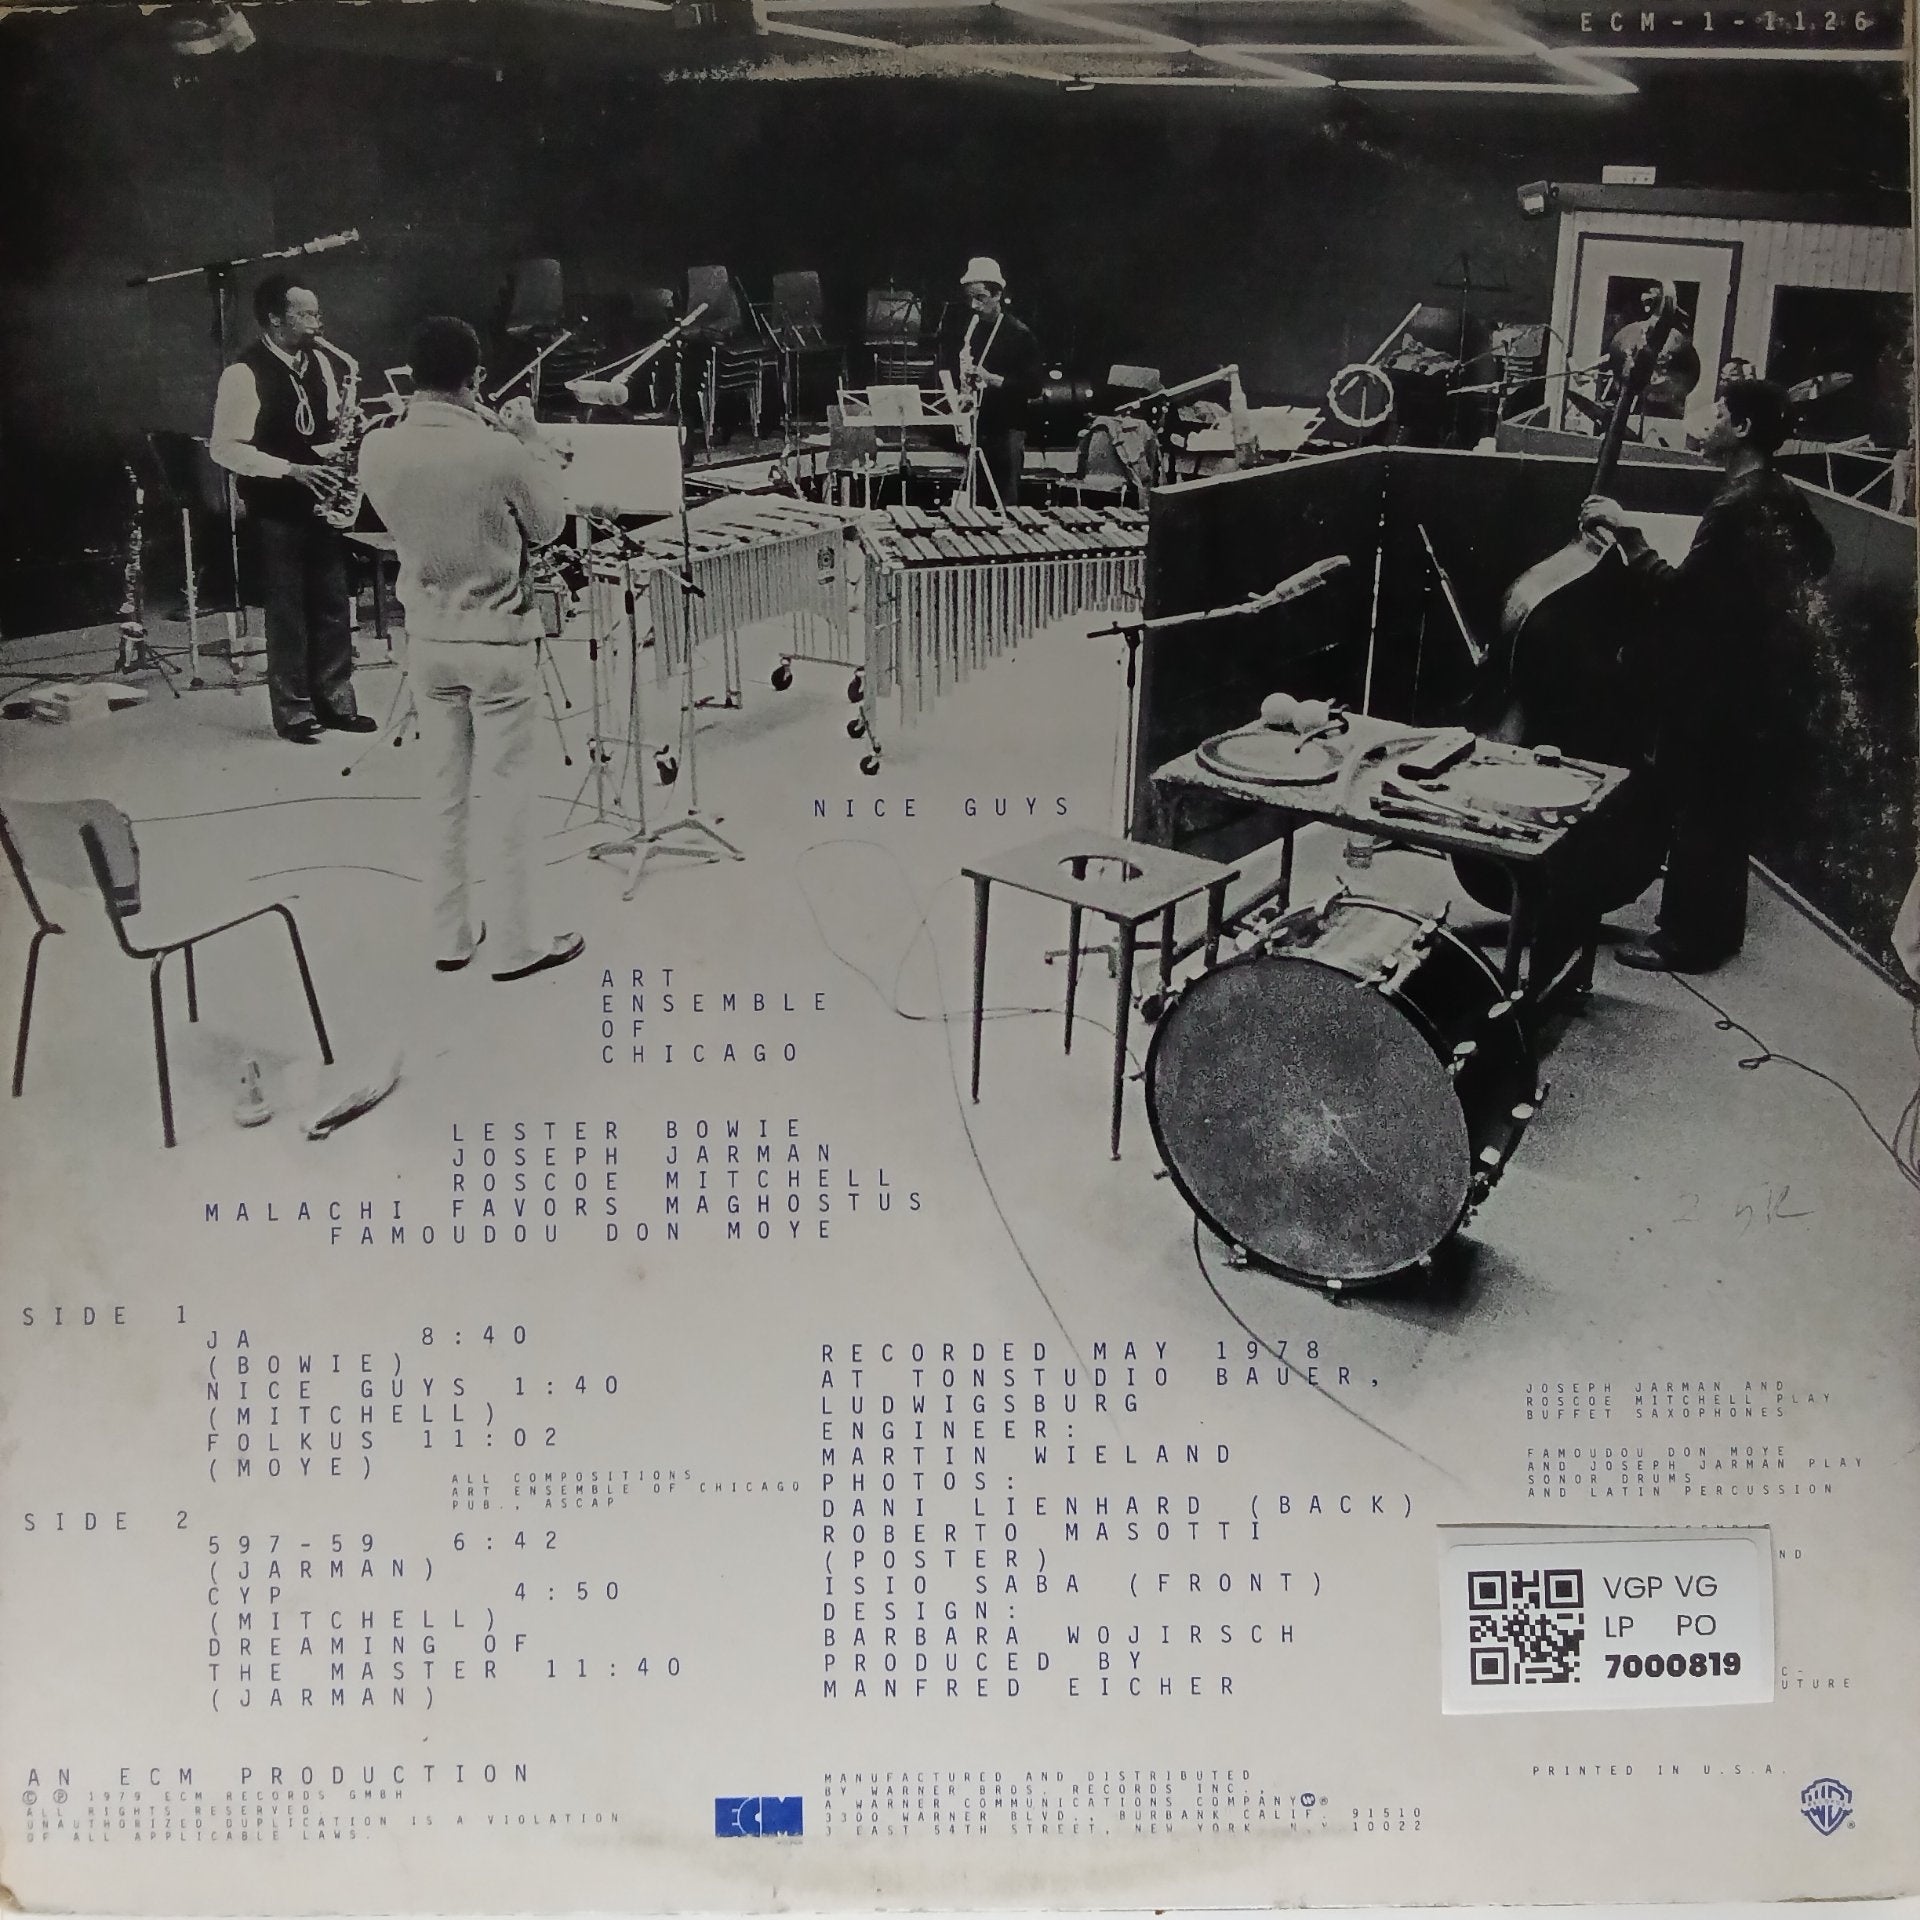 ECM-1-1126
NICE GUYS
ART
ENSEMBLE
OF
CHICAGO
LESTER BOWIE
JOSEPH JARMAN
ROSCOE MITCHELL
MALACHI FAVORS MAGHOSTUS
FAMOUDOU DON MOYE
SIDE 1
JA 8:40
(BOWIE)
NICE GUYS 1:40
(MITCHELL)
FOLKUS 11:02
(MOYE)
ALL COMPOSITIONS
ART ENSEMBLE OF CHICAGO
PUB., ASCAP
SIDE 2
597-59 6:42
(JARMAN)
CYP 4:50
(MITCHELL)
DREAMING OF
THE MASTER 11:40
(JARMAN)
RECORDED MAY 1978
AT TONSTUDIO BAUER,
LUDWIGSBURG
ENGINEER:
MARTIN WIELAND
PHOTOS:
DANI LIENHARD (BACK)
ROBERTO MASOTTI
(POSTER)
ISIO SABA (FRONT)
DESIGN:
BARBARA WOJIRSCH
PRODUCED BY
MANFRED EICHER
JOSEPH JARMAN AND
ROSCOE MITCHELL PLAY
BUFFET SAXOPHONES
FAMOUDOU DON MOYE
AND JOSEPH JARMAN PLAY
SONOR DRUMS
AND LATIN PERCUSSION
VGP VG
LP PO
7000819
AN ECM PRODUCTION
© ℗ 1979 ECM RECORDS GMBH
ALL RIGHTS RESERVED.
UNAUTHORIZED DUPLICATION IS A VIOLATION
OF ALL APPLICABLE LAWS.
ECM
MANUFACTURED AND DISTRIBUTED
BY WARNER BROS. RECORDS INC.,
A WARNER COMMUNICATIONS COMPANY
3300 WARNER BLVD., BURBANK CALIF. 91510
3 EAST 54TH STREET, NEW YORK N.Y. 10022
PRINTED IN U.S.A.